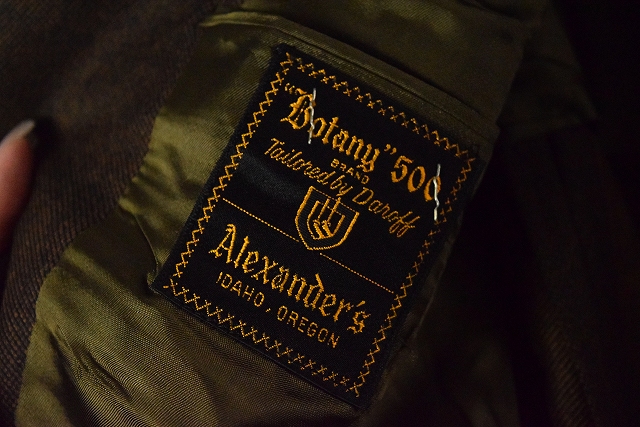 "Botany" 500
BRAND
Tailored by Daroff
Alexander's
IDAHO - OREGON